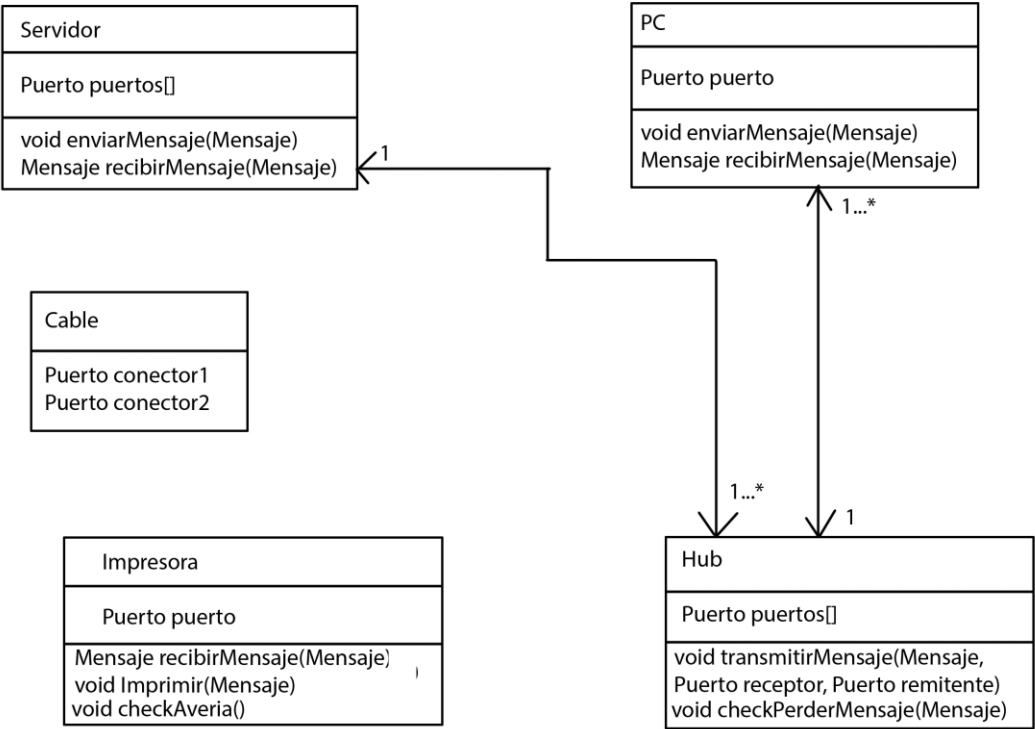 Servidor
Puerto puertos[]
void enviarMensaje(Mensaje)
Mensaje recibirMensaje(Mensaje)
1
PC
Puerto puerto
void enviarMensaje(Mensaje)
Mensaje recibirMensaje(Mensaje)
1...*
Cable
Puerto conector1
Puerto conector2
1...*
1
Impresora
Puerto puerto
Mensaje recibirMensaje(Mensaje)
)
void Imprimir(Mensaje)
void checkAveria()
Hub
Puerto puertos[]
void transmitirMensaje(Mensaje,
Puerto receptor, Puerto remitente)
void checkPerderMensaje(Mensaje)